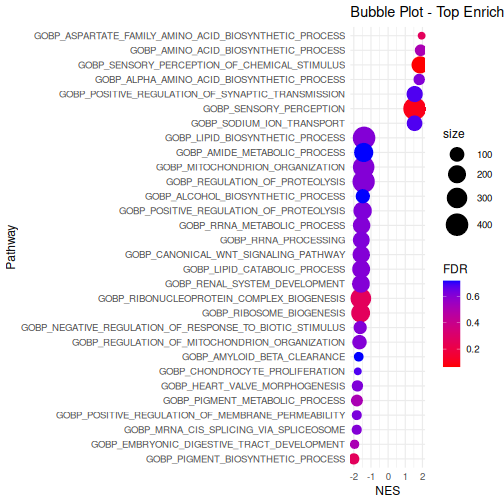 Bubble Plot - Top Enrich
GOBP_ASPARTATE_FAMILY_AMINO_ACID_BIOSYNTHETIC_PROCESS
GOBP_AMINO_ACID_BIOSYNTHETIC_PROCESS
GOBP_SENSORY_PERCEPTION_OF_CHEMICAL_STIMULUS
GOBP_ALPHA_AMINO_ACID_BIOSYNTHETIC_PROCESS
GOBP_POSITIVE_REGULATION_OF_SYNAPTIC_TRANSMISSION
GOBP_SENSORY_PERCEPTION
GOBP_SODIUM_ION_TRANSPORT
GOBP_LIPID_BIOSYNTHETIC_PROCESS
GOBP_AMIDE_METABOLIC_PROCESS
GOBP_MITOCHONDRION_ORGANIZATION
GOBP_REGULATION_OF_PROTEOLYSIS
GOBP_ALCOHOL_BIOSYNTHETIC_PROCESS
GOBP_POSITIVE_REGULATION_OF_PROTEOLYSIS
GOBP_RRNA_METABOLIC_PROCESS
GOBP_RRNA_PROCESSING
GOBP_CANONICAL_WNT_SIGNALING_PATHWAY
GOBP_LIPID_CATABOLIC_PROCESS
GOBP_RENAL_SYSTEM_DEVELOPMENT
GOBP_RIBONUCLEOPROTEIN_COMPLEX_BIOGENESIS
GOBP_RIBOSOME_BIOGENESIS
GOBP_NEGATIVE_REGULATION_OF_RESPONSE_TO_BIOTIC_STIMULUS
GOBP_REGULATION_OF_MITOCHONDRION_ORGANIZATION
GOBP_AMYLOID_BETA_CLEARANCE
GOBP_CHONDROCYTE_PROLIFERATION
GOBP_HEART_VALVE_MORPHOGENESIS
GOBP_PIGMENT_METABOLIC_PROCESS
GOBP_POSITIVE_REGULATION_OF_MEMBRANE_PERMEABILITY
GOBP_MRNA_CIS_SPLICING_VIA_SPLICEOSOME
GOBP_EMBRYONIC_DIGESTIVE_TRACT_DEVELOPMENT
GOBP_PIGMENT_BIOSYNTHETIC_PROCESS
Pathway
-2 -1 0 1 2
NES
size
100
200
300
400
FDR
0.6
0.4
0.2